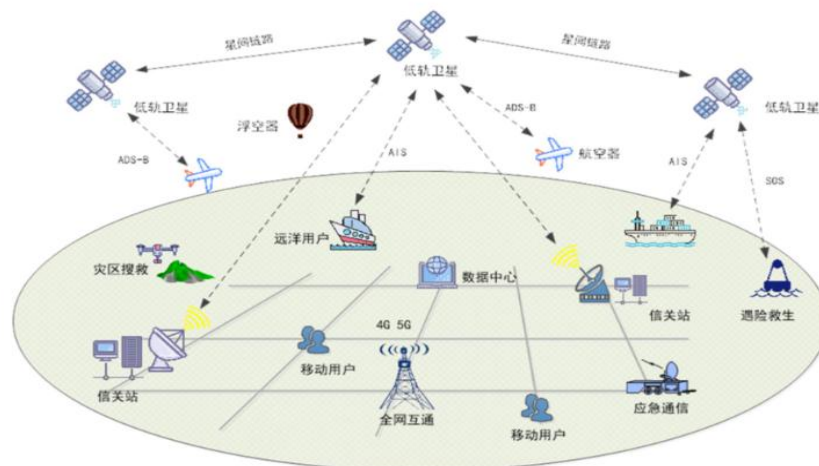 星间链路
星间链路
低轨卫星
低轨卫星
低轨卫星
浮空器
ADS-B
ADS-B
航空器
AIS
AIS
SOS
远洋用户
灾区搜救
数据中心
信关站
遇险救生
4G 5G
移动用户
信关站
全网互通
移动用户
应急通信